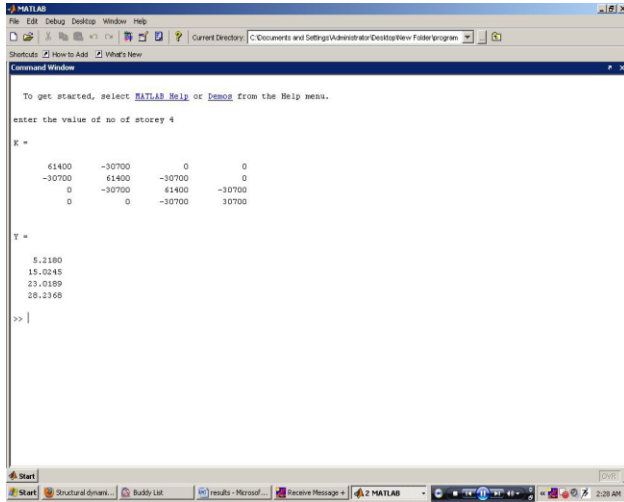 MATLAB
File Edit Debug Desktop Window Help
Current Directory: C:\Documents and Settings\Administrator\Desktop\New Folder\program
Shortcuts How to Add What's New
Command Window
To get started, select MATLAB Help or Demos from the Help menu.
enter the value of no of storey 4
K =
61400 -30700 0 0
-30700 61400 -30700 0
0 -30700 61400 -30700
0 0 -30700 30700
Y =
5.2180
15.0245
23.0189
28.2368
>>
Start
OVR
Start Structural dynami... Buddy List results - Microsof... Receive Message + 2 MATLAB 2:28 AM